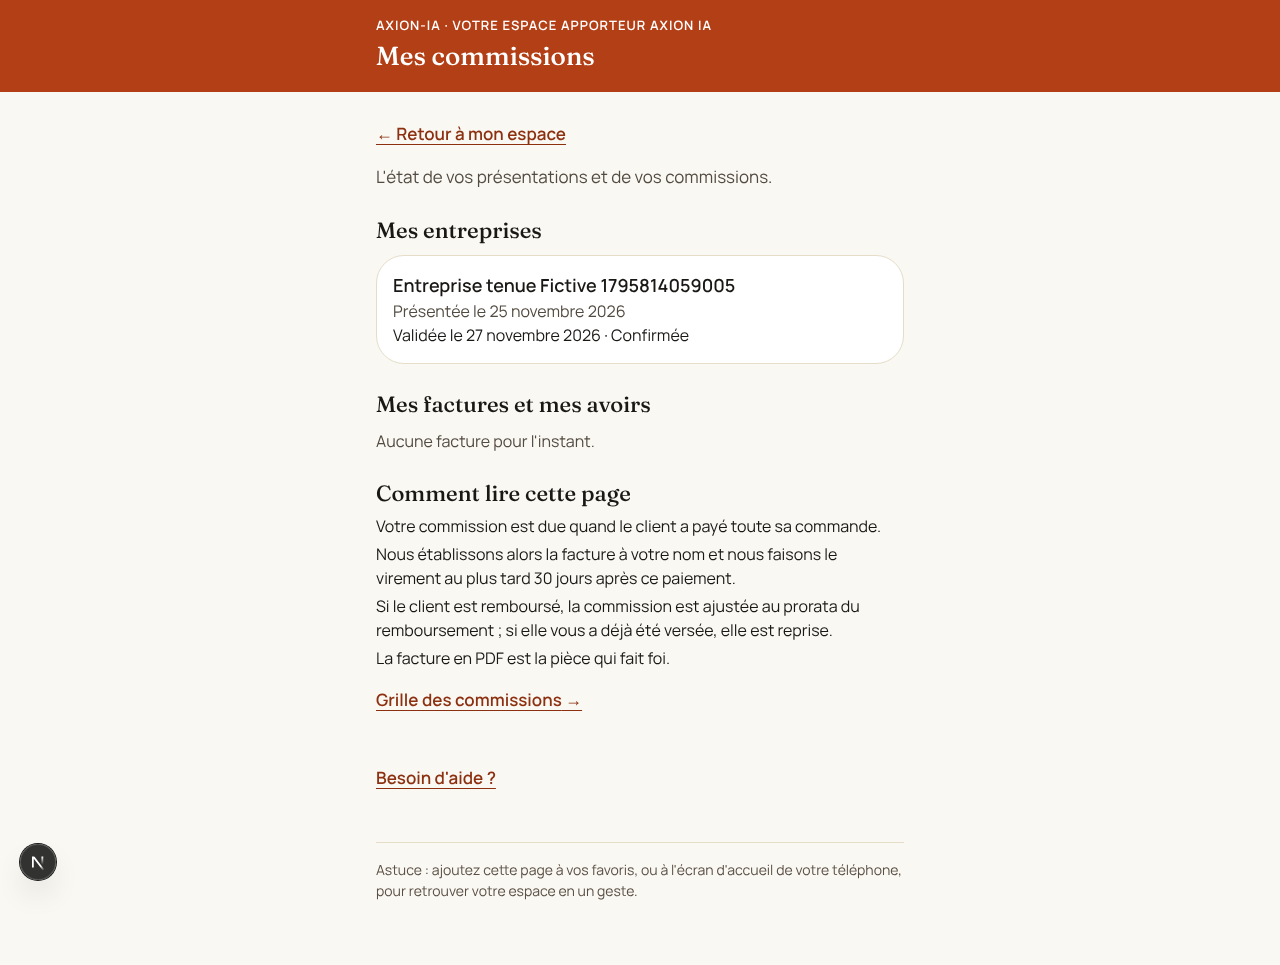 AXION-IA · VOTRE ESPACE APPORTEUR AXION IA
Mes commissions
← Retour à mon espace
L'état de vos présentations et de vos commissions.
Mes entreprises
Entreprise tenue Fictive 1795814059005
Présentée le 25 novembre 2026
Validée le 27 novembre 2026 · Confirmée
Mes factures et mes avoirs
Aucune facture pour l'instant.
Comment lire cette page
Votre commission est due quand le client a payé toute sa commande.
Nous établissons alors la facture à votre nom et nous faisons le
virement au plus tard 30 jours après ce paiement.
Si le client est remboursé, la commission est ajustée au prorata du
remboursement ; si elle vous a déjà été versée, elle est reprise.
La facture en PDF est la pièce qui fait foi.
Grille des commissions →
Besoin d'aide ?
N
Astuce : ajoutez cette page à vos favoris, ou à l'écran d'accueil de votre téléphone,
pour retrouver votre espace en un geste.